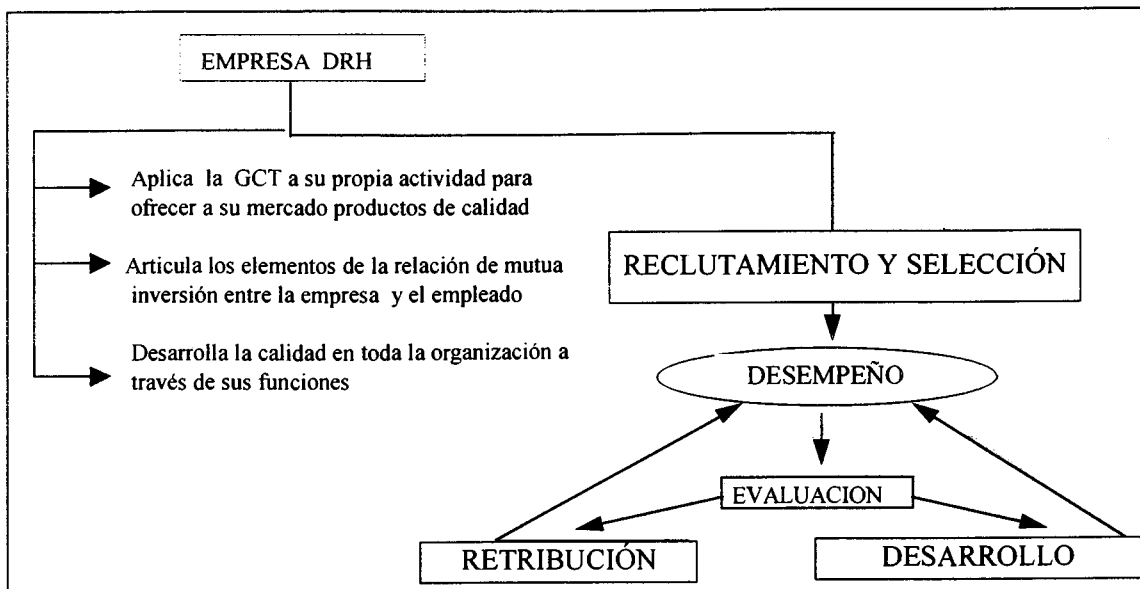 EMPRESA DRH
Aplica la GCT a su propia actividad para
ofrecer a su mercado productos de calidad
Articula los elementos de la relación de mutua
inversión entre la empresa y el empleado
Desarrolla la calidad en toda la organización a
través de sus funciones
RECLUTAMIENTO Y SELECCIÓN
DESEMPEÑO
EVALUACION
RETRIBUCIÓN
DESARROLLO